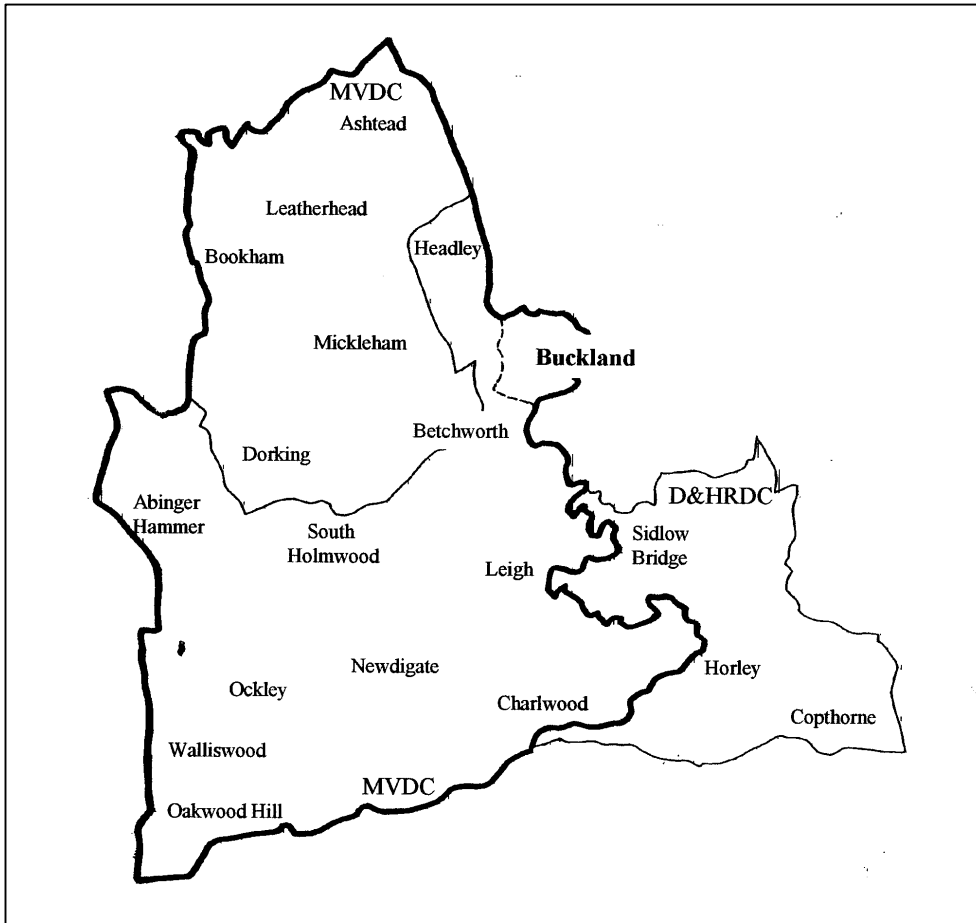 MVDC
Ashtead
Leatherhead
Headley
Bookham
Mickleham
Buckland
Betchworth
Dorking
D&HRDC
Abinger
Hammer
South
Holmwood
Sidlow
Bridge
Leigh
Newdigate
Horley
Ockley
Charlwood
Copthorne
Walliswood
MVDC
Oakwood Hill